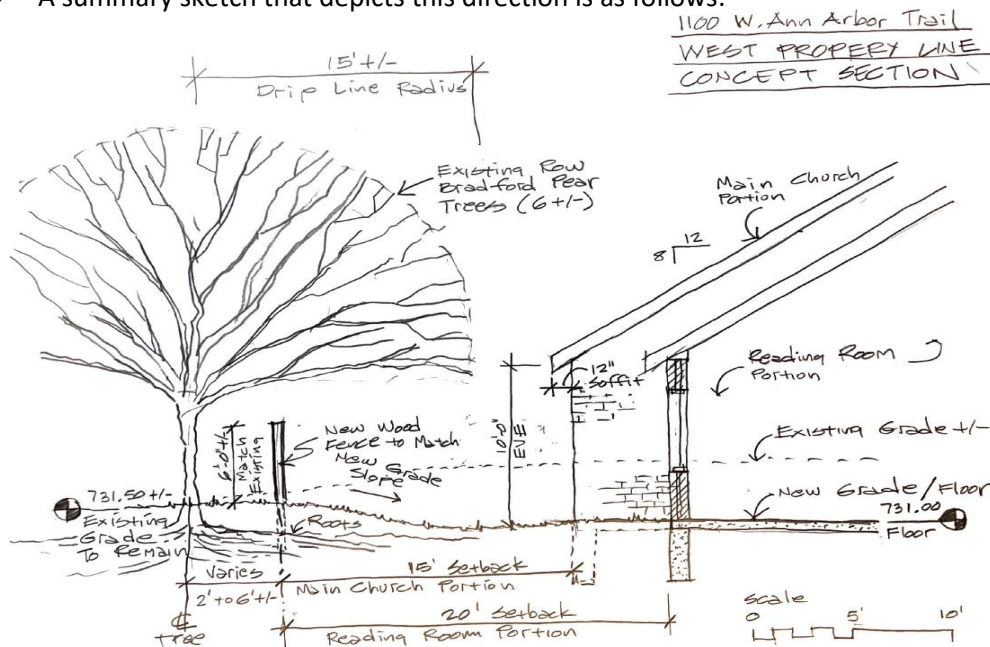 A summary sketch that depicts this direction is as follows:
1100 W. Ann Arbor Trail
WEST PROPERY LINE
CONCEPT SECTION
15' +/-
Drip Line Radius
Existing Row
Bradford Pear
Trees (6 +/-)
Main Church
Portion
12
8
12"
Soffit
Reading Room
Portion
10'-0"
EVE
6'-0" +/-
Match
Existing
New Wood
Fence to Match
New Grade
Slope
Existing Grade +/-
731.50 +/-
Existing
Grade
To Remain
Roots
New Grade/Floor
731.00
Floor
Varies
2' to 6' +/-
15' Setback
Main Church Portion
20' Setback
Reading Room Portion
tree
scale
0 5' 10'